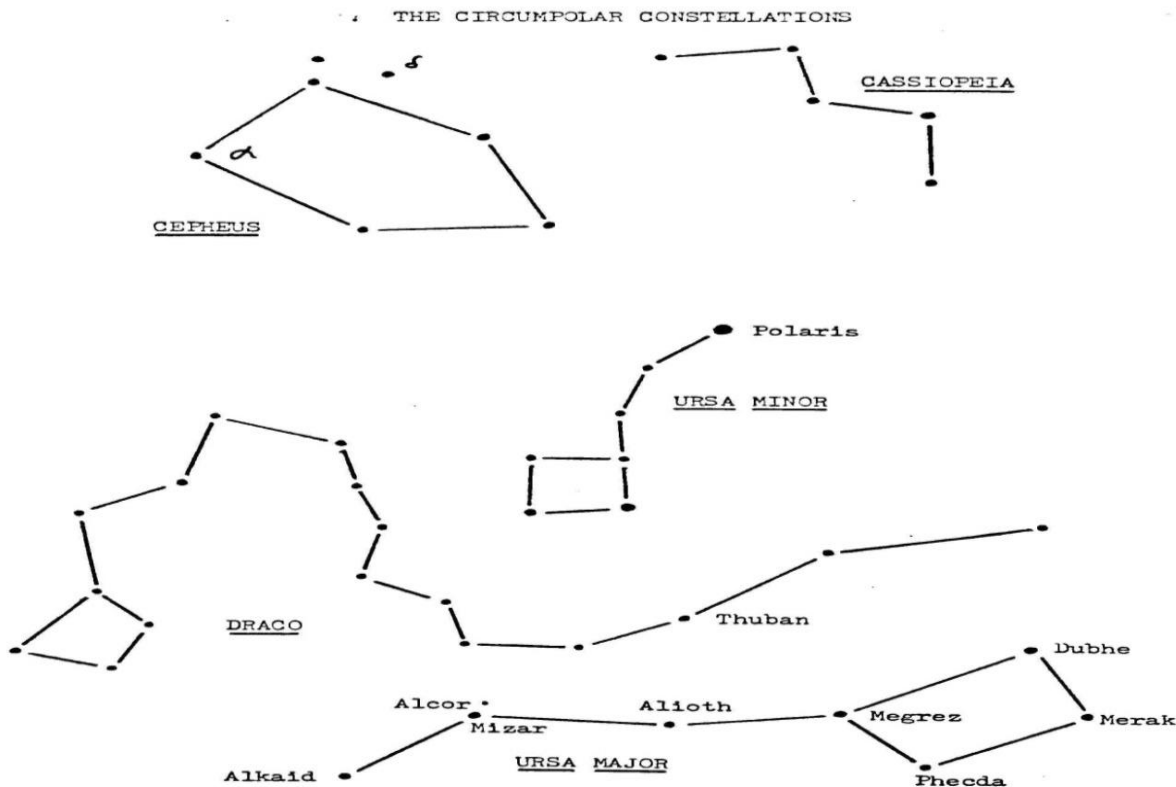 THE CIRCUMPOLAR CONSTELLATIONS
δ
CASSIOPEIA
α
CEPHEUS
Polaris
URSA MINOR
DRACO
Thuban
Dubhe
Alcor
Alioth
Megrez
Merak
Mizar
URSA MAJOR
Alkaid
Phecda